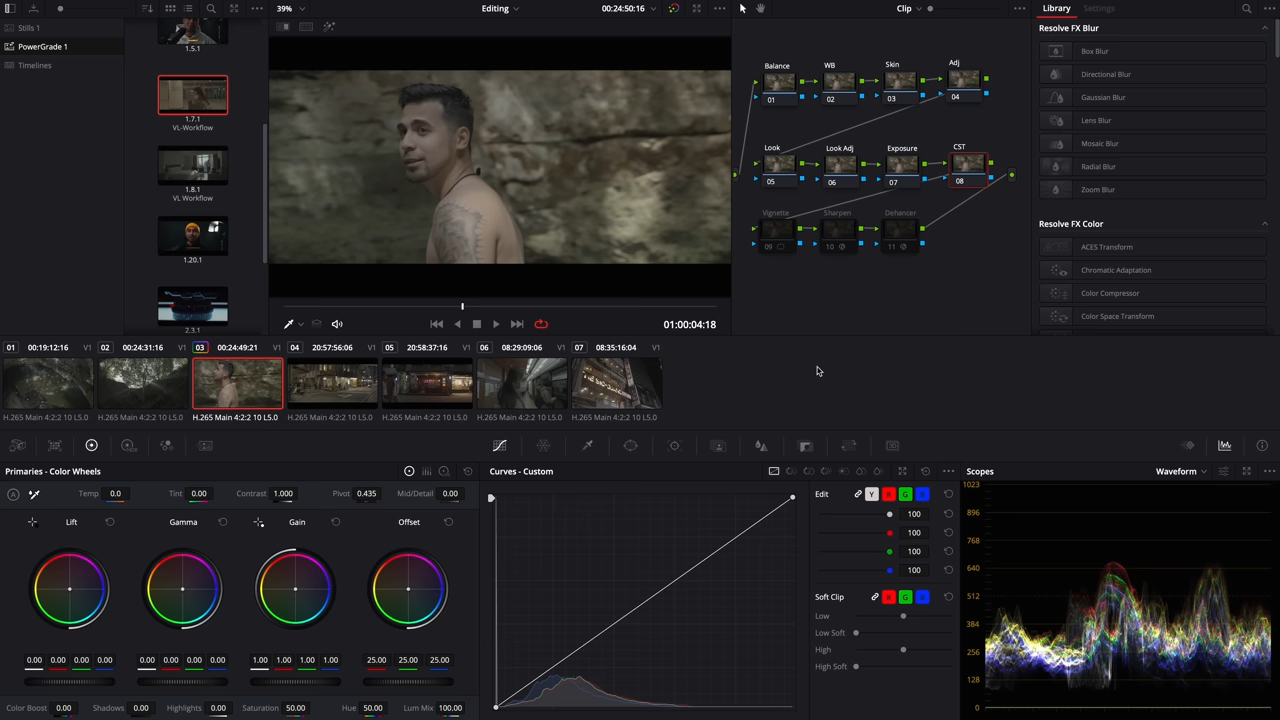 39%
Editing
00:24:50:16
Clip
Library
Settings
Stills 1
PowerGrade 1
Timelines
1.5.1
1.7.1
VL-Workflow
1.8.1
VL Workflow
1.20.1
2.3.1
Balance
WB
Skin
Adj
01
02
03
04
Look
Look Adj
Exposure
CST
05
06
07
08
Vignette
Sharpen
Dehancer
09
10
11
Resolve FX Blur
Box Blur
Directional Blur
Gaussian Blur
Lens Blur
Mosaic Blur
Radial Blur
Zoom Blur
Resolve FX Color
ACES Transform
Chromatic Adaptation
Color Compressor
Color Space Transform
01:00:04:18
01 00:19:12:16 V1
02 00:24:31:16 V1
03 00:24:49:21 V1
04 20:57:56:06 V1
05 20:58:37:16 V1
06 08:29:09:06 V1
07 08:35:16:04 V1
H.265 Main 4:2:2 10 L5.0
H.265 Main 4:2:2 10 L5.0
H.265 Main 4:2:2 10 L5.0
H.265 Main 4:2:2 10 L5.0
H.265 Main 4:2:2 10 L5.0
H.265 Main 4:2:2 10 L5.0
H.265 Main 4:2:2 10 L5.0
Primaries - Color Wheels
Temp 0.0 Tint 0.00 Contrast 1.000 Pivot 0.435 Mid/Detail 0.00
Lift Gamma Gain Offset
0.00 0.00 0.00 0.00
0.00 0.00 0.00 0.00
1.00 1.00 1.00 1.00
25.00 25.00 25.00
Color Boost 0.00 Shadows 0.00 Highlights 0.00 Saturation 50.00 Hue 50.00 Lum Mix 100.00
Curves - Custom
Edit Y R G B
100
100
100
100
Soft Clip R G B
Low
Low Soft
High
High Soft
Scopes
Waveform
1023
896
768
640
512
384
256
128
0